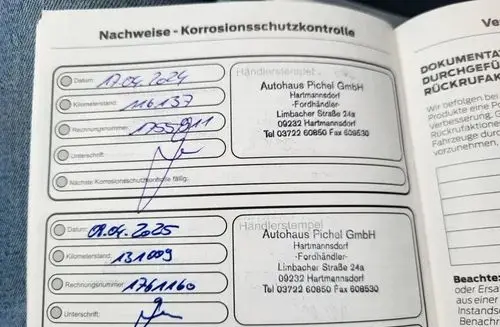 Nachweise - Korrosionsschutzkontrolle
Datum: 17.04.2024
Kilometerstand: 116137
Rechnungsnummer:
Unterschrift:
Nächste Korrosionsschutzkontrolle fällig:
Händlerstempel
Autohaus Pichel GmbH
Hartmannsdorf
-Fordhändler-
Limbacher Straße 24a
09232 Hartmannsdorf
Tel 03722 60850 Fax 608530
Datum: 09.04.2025
Kilometerstand: 131009
Rechnungsnummer: 1761160
Unterschrift:
Händlerstempel
Autohaus Pichel GmbH
Hartmannsdorf
-Fordhändler-
Limbacher Straße 24a
09232 Hartmannsdorf
Tel 03722 60850 Fax 608530
Ve
DOKUMENTAT
DURCHGEFÜ
RÜCKRUFAK
Wir befolgen bei
Produkte eine P
Verbesserung. G
Rückrufaktione
Fahrzeuge durc
vorzunehmen.
Beachte:
oder Ersa
aus einer
Instands
Benachr